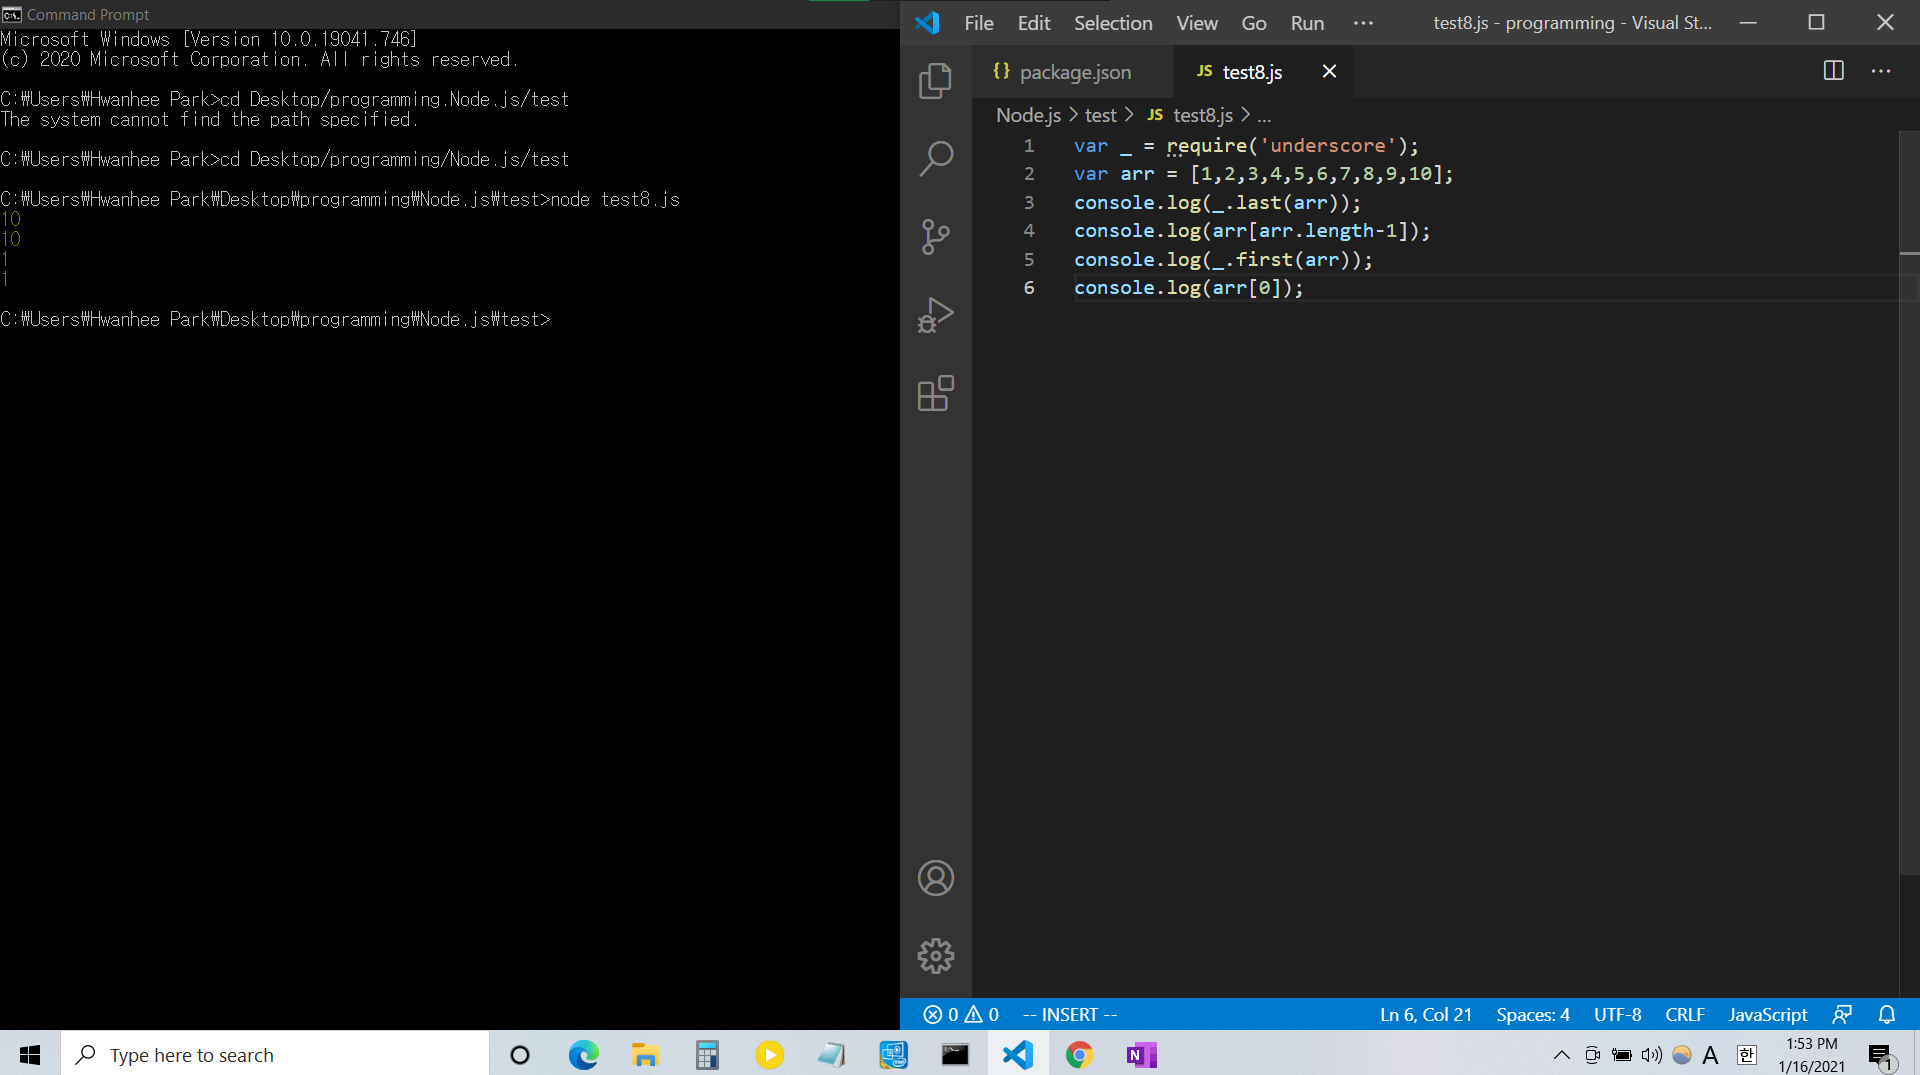 Command Prompt
Microsoft Windows [Version 10.0.19041.746]
(c) 2020 Microsoft Corporation. All rights reserved.
C:₩Users₩Hwanhee Park>cd Desktop/programming.Node.js/test
The system cannot find the path specified.
C:₩Users₩Hwanhee Park>cd Desktop/programming/Node.js/test
C:₩Users₩Hwanhee Park₩Desktop₩programming₩Node.js₩test>node test8.js
10
10
1
1
C:₩Users₩Hwanhee Park₩Desktop₩programming₩Node.js₩test>
File Edit Selection View Go Run ··· test8.js - programming - Visual St...
{} package.json JS test8.js
Node.js > test > JS test8.js > ...
1 var _ = require('underscore');
2 var arr = [1,2,3,4,5,6,7,8,9,10];
3 console.log(_.last(arr));
4 console.log(arr[arr.length-1]);
5 console.log(_.first(arr));
6 console.log(arr[0]);
0 0 -- INSERT -- Ln 6, Col 21 Spaces: 4 UTF-8 CRLF JavaScript
Type here to search
N
A 한 1:53 PM
1/16/2021
1